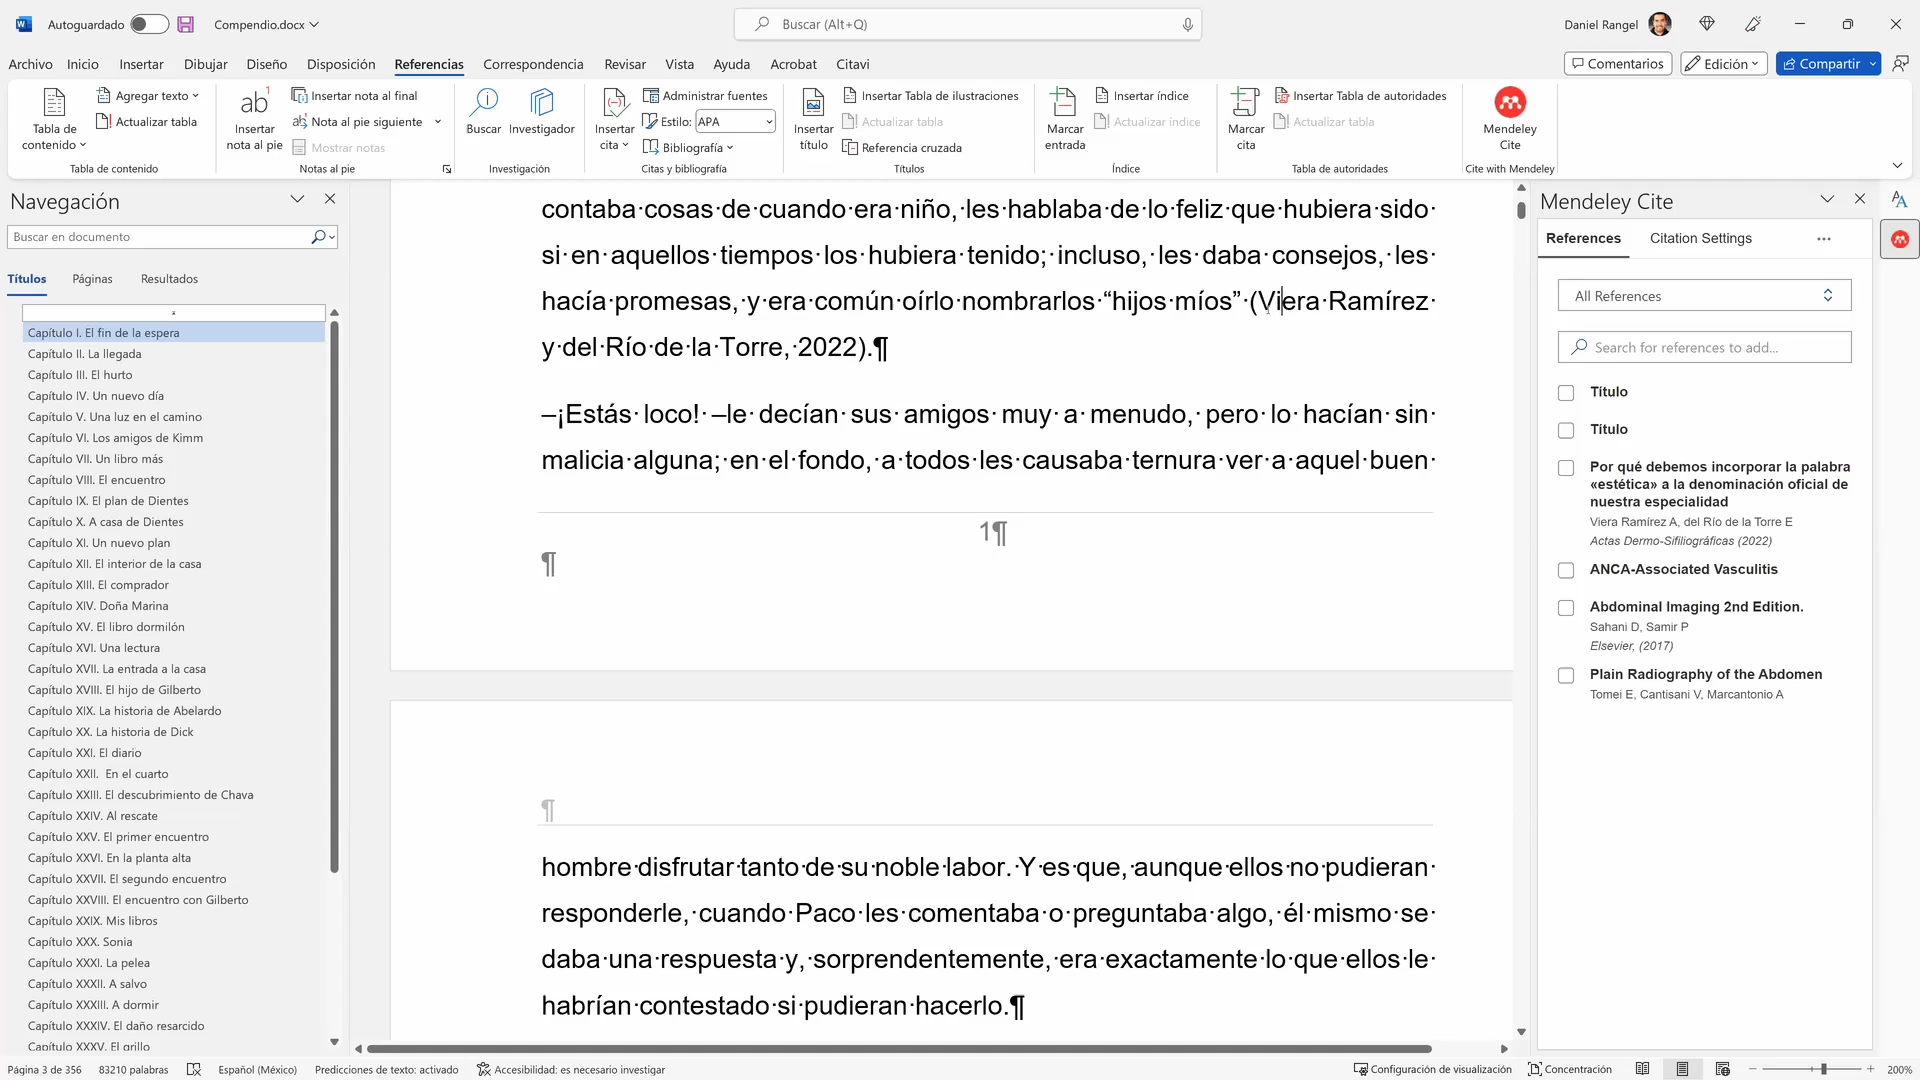 Autoguardado
Compendio.docx
Buscar (Alt+Q)
Daniel Rangel
Archivo Inicio Insertar Dibujar Diseño Disposición Referencias Correspondencia Revisar Vista Ayuda Acrobat Citavi
Comentarios
Edición
Compartir
Tabla de contenido
Agregar texto
Actualizar tabla
Tabla de contenido
ab
Insertar nota al pie
Insertar nota al final
Nota al pie siguiente
Mostrar notas
Notas al pie
Buscar
Investigador
Investigación
Insertar cita
Administrar fuentes
Estilo: APA
Bibliografía
Citas y bibliografía
Insertar título
Insertar Tabla de ilustraciones
Actualizar tabla
Referencia cruzada
Títulos
Marcar entrada
Insertar índice
Actualizar índice
Índice
Marcar cita
Insertar Tabla de autoridades
Actualizar tabla
Tabla de autoridades
Mendeley Cite
Cite with Mendeley
Navegación
Buscar en documento
Títulos Páginas Resultados
Capítulo I. El fin de la espera
Capítulo II. La llegada
Capítulo III. El hurto
Capítulo IV. Un nuevo día
Capítulo V. Una luz en el camino
Capítulo VI. Los amigos de Kimm
Capítulo VII. Un libro más
Capítulo VIII. El encuentro
Capítulo IX. El plan de Dientes
Capítulo X. A casa de Dientes
Capítulo XI. Un nuevo plan
Capítulo XII. El interior de la casa
Capítulo XIII. El comprador
Capítulo XIV. Doña Marina
Capítulo XV. El libro dormilón
Capítulo XVI. Una lectura
Capítulo XVII. La entrada a la casa
Capítulo XVIII. El hijo de Gilberto
Capítulo XIX. La historia de Abelardo
Capítulo XX. La historia de Dick
Capítulo XXI. El diario
Capítulo XXII.  En el cuarto
Capítulo XXIII. El descubrimiento de Chava
Capítulo XXIV. Al rescate
Capítulo XXV. El primer encuentro
Capítulo XXVI. En la planta alta
Capítulo XXVII. El segundo encuentro
Capítulo XXVIII. El encuentro con Gilberto
Capítulo XXIX. Mis libros
Capítulo XXX. Sonia
Capítulo XXXI. La pelea
Capítulo XXXII. A salvo
Capítulo XXXIII. A dormir
Capítulo XXXIV. El daño resarcido
Capítulo XXXV. El grillo
contaba·cosas·de·cuando·era·niño,·les·hablaba·de·lo·feliz·que·hubiera·sido·
si·en·aquellos·tiempos·los·hubiera·tenido;·incluso,·les·daba·consejos,·les·
hacía·promesas,·y·era·común·oírlo·nombrarlos·“hijos·míos”·(Viera·Ramírez·
y·del·Río·de·la·Torre,·2022).¶
–¡Estás·loco!·–le·decían·sus·amigos·muy·a·menudo,·pero·lo·hacían·sin·
malicia·alguna;·en·el·fondo,·a·todos·les·causaba·ternura·ver·a·aquel·buen·
1¶
¶
¶
hombre·disfrutar·tanto·de·su·noble·labor.·Y·es·que,·aunque·ellos·no·pudieran·
responderle,·cuando·Paco·les·comentaba·o·preguntaba·algo,·él·mismo·se·
daba·una·respuesta·y,·sorprendentemente,·era·exactamente·lo·que·ellos·le·
habrían·contestado·si·pudieran·hacerlo.¶
Mendeley Cite
References Citation Settings
All References
Search for references to add...
Título
Título
Por qué debemos incorporar la palabra
«estética» a la denominación oficial de
nuestra especialidad
Viera Ramírez A, del Río de la Torre E
Actas Dermo-Sifiliográficas (2022)
ANCA-Associated Vasculitis
Abdominal Imaging 2nd Edition.
Sahani D, Samir P
Elsevier, (2017)
Plain Radiography of the Abdomen
Tomei E, Cantisani V, Marcantonio A
Página 3 de 356 83210 palabras Español (México) Predicciones de texto: activado Accesibilidad: es necesario investigar Configuración de visualización Concentración 200%